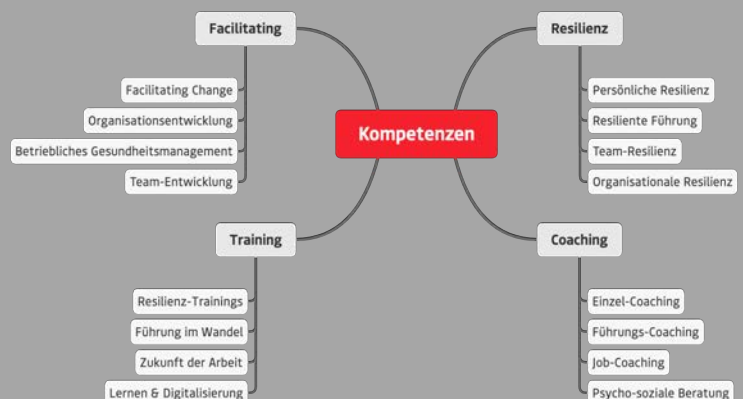 Facilitating
Facilitating Change
Organisationsentwicklung
Betriebliches Gesundheitsmanagement
Team-Entwicklung
Resilienz
Persönliche Resilienz
Resiliente Führung
Team-Resilienz
Organisationale Resilienz
Kompetenzen
Training
Resilienz-Trainings
Führung im Wandel
Zukunft der Arbeit
Lernen & Digitalisierung
Coaching
Einzel-Coaching
Führungs-Coaching
Job-Coaching
Psycho-soziale Beratung